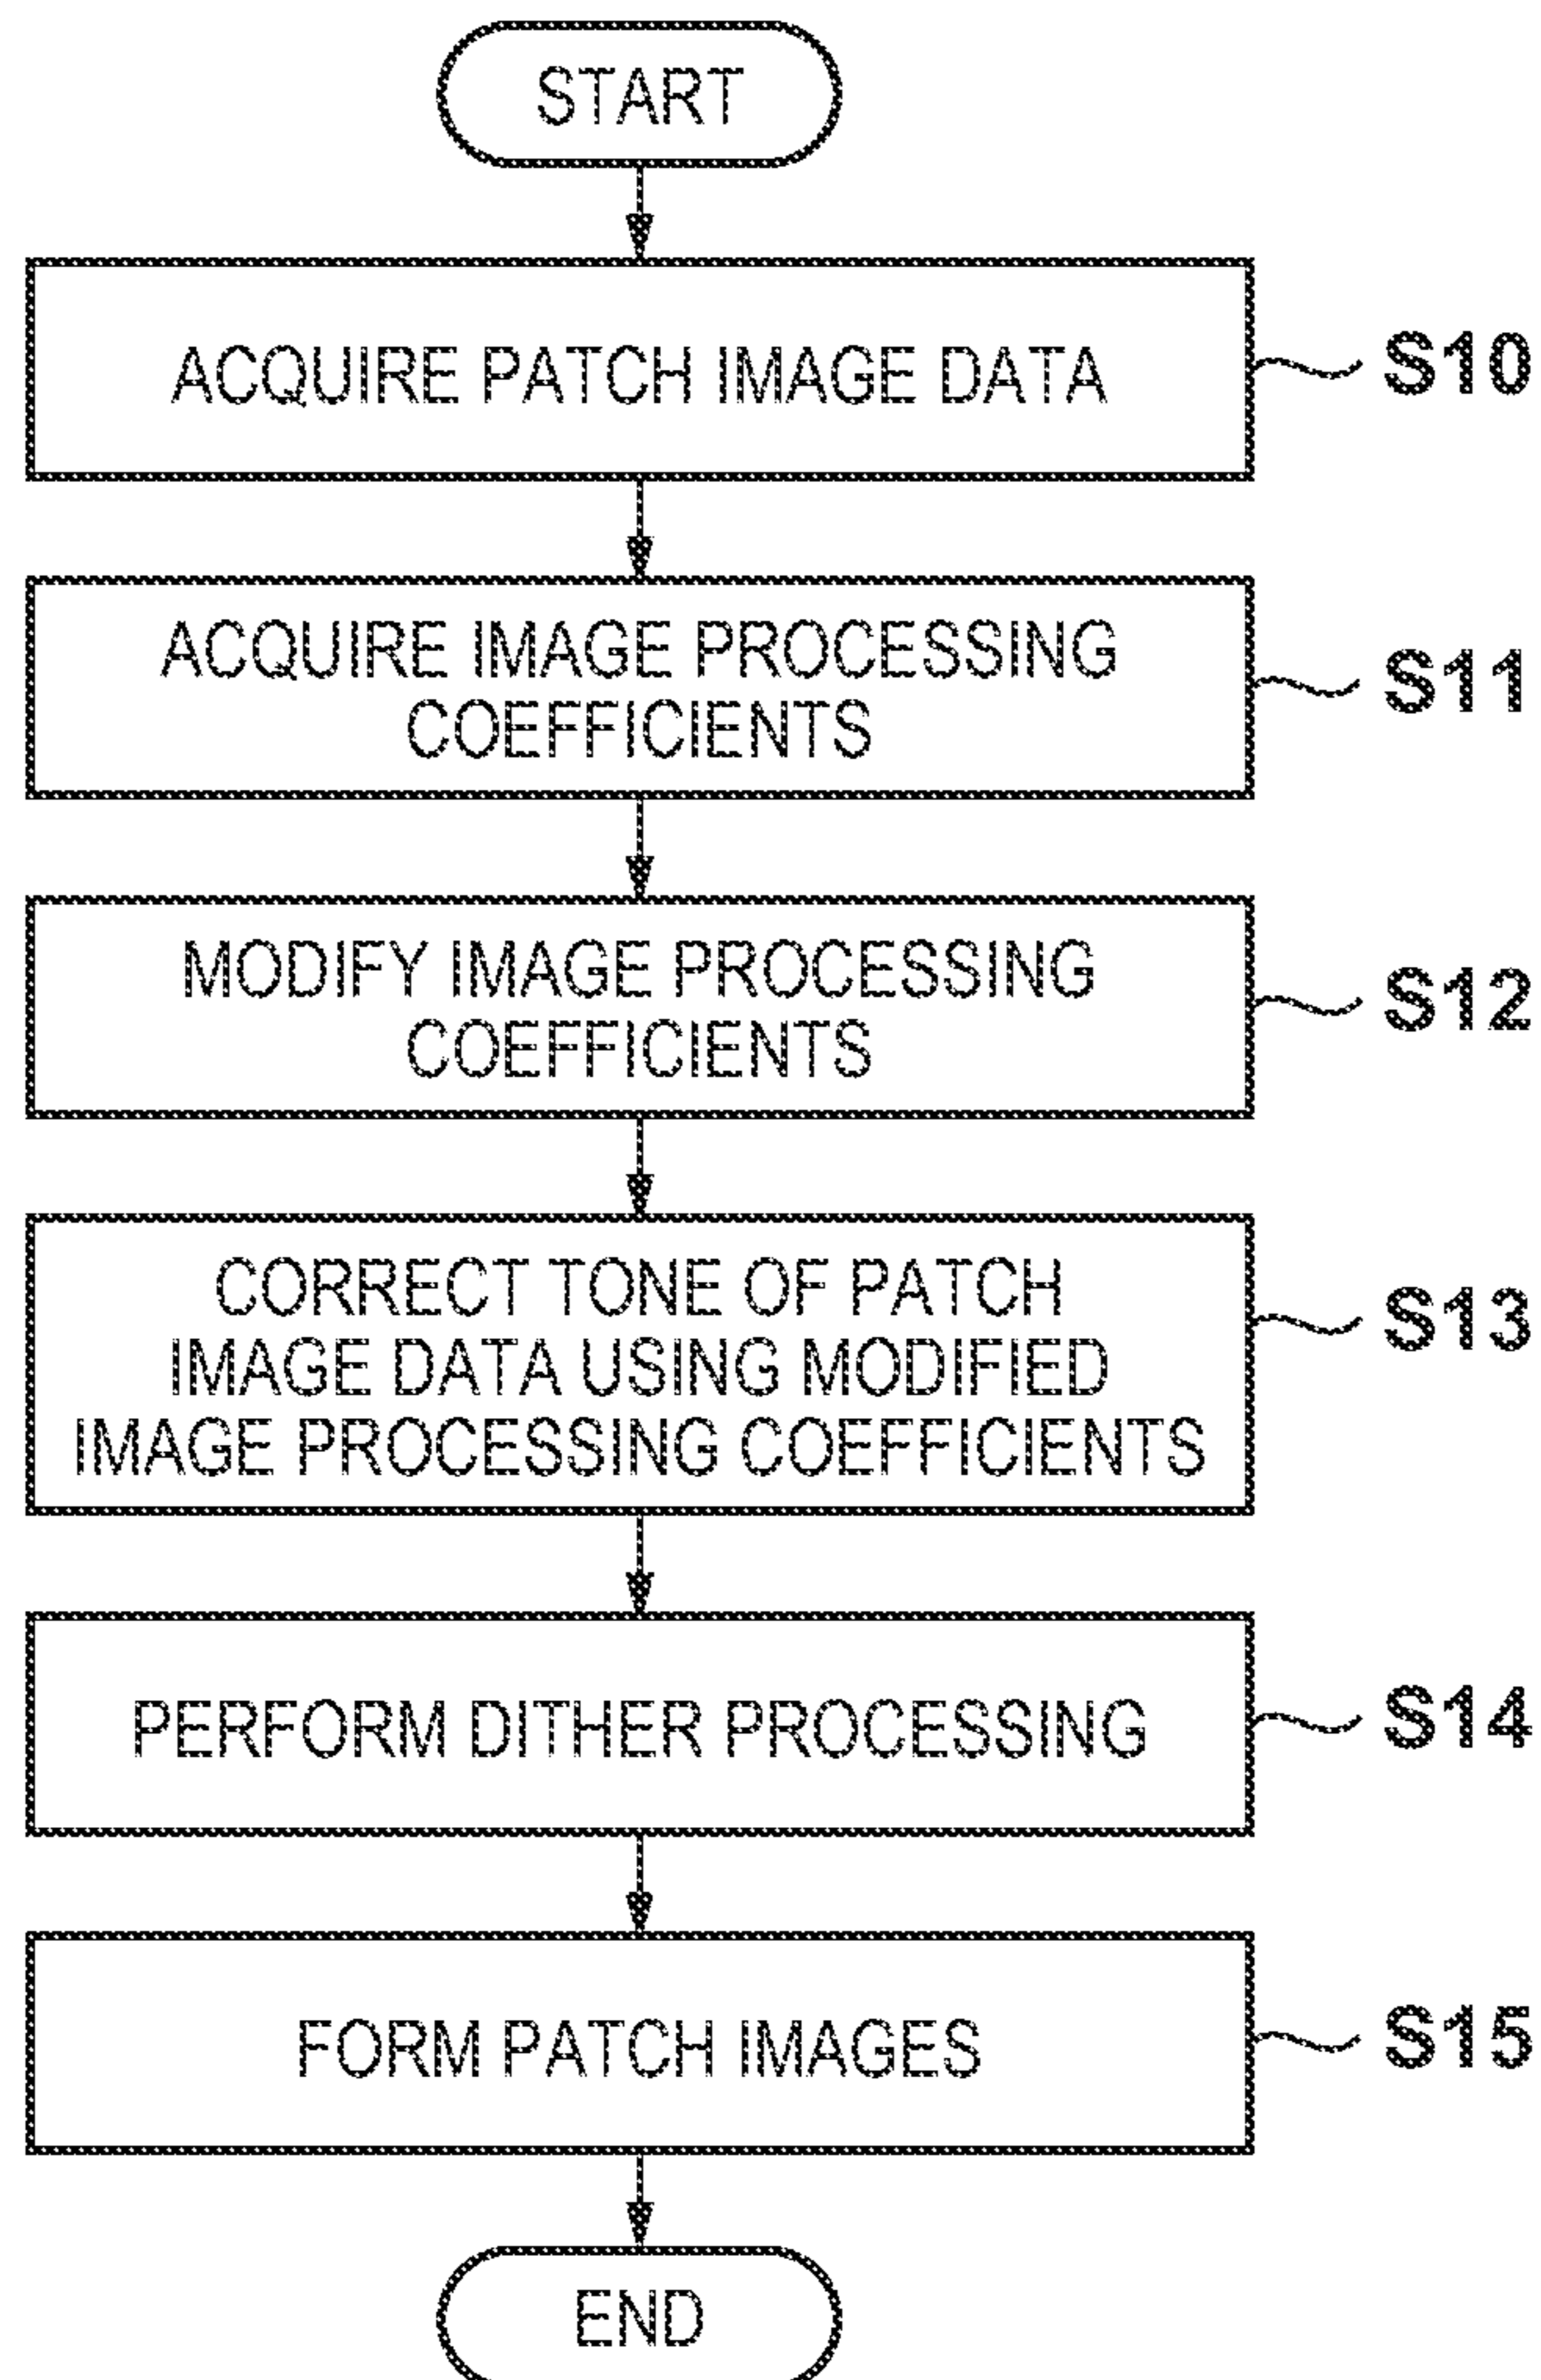 START
ACQUIRE PATCH IMAGE DATA
S10
ACQUIRE IMAGE PROCESSING
COEFFICIENTS
S11
MODIFY IMAGE PROCESSING
COEFFICIENTS
S12
CORRECT TONE OF PATCH
IMAGE DATA USING MODIFIED
IMAGE PROCESSING COEFFICIENTS
S13
PERFORM DITHER PROCESSING
S14
FORM PATCH IMAGES
S15
END